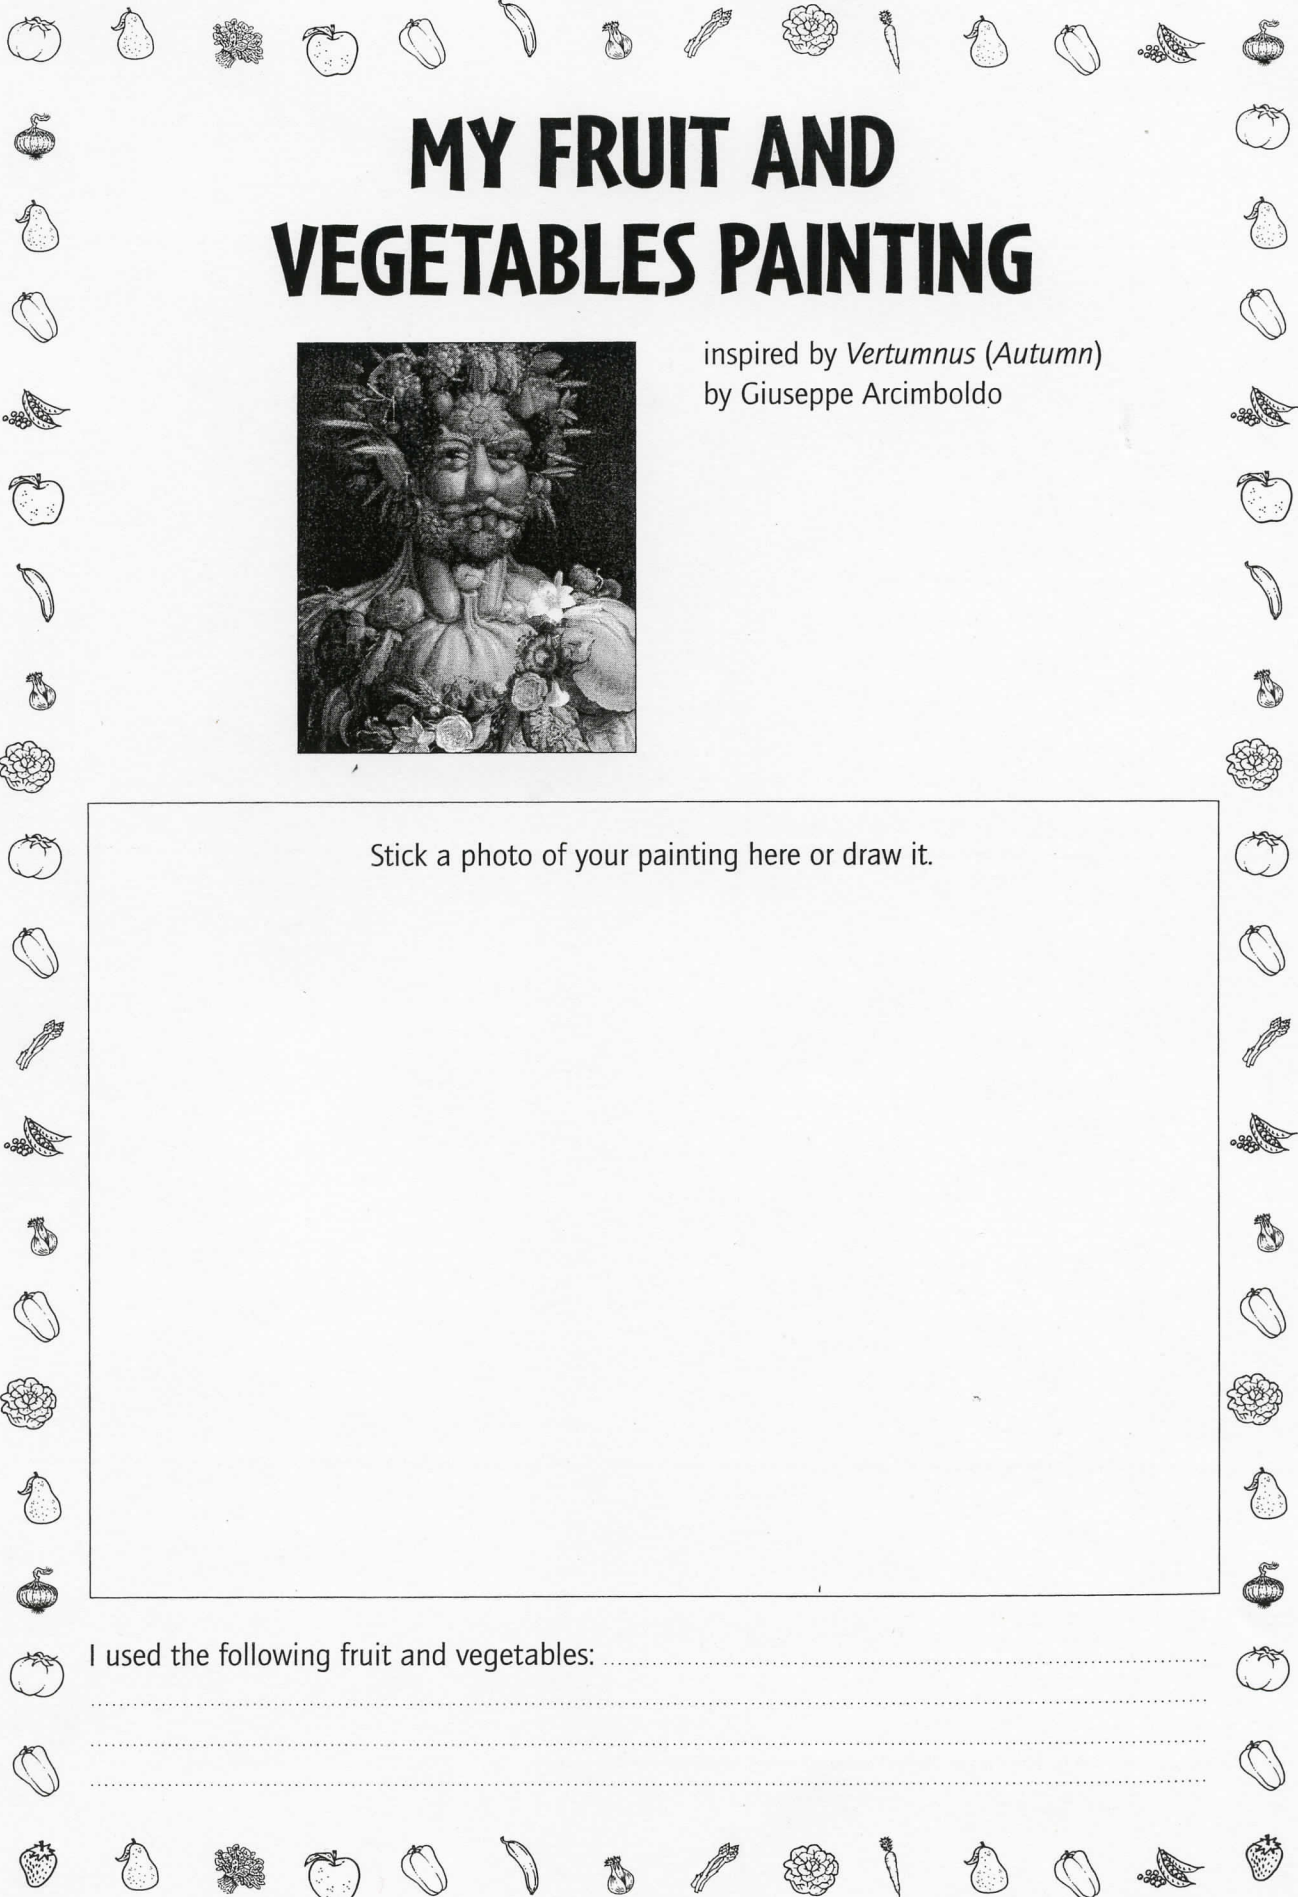 MY FRUIT AND
VEGETABLES PAINTING
inspired by Vertumnus (Autumn)
by Giuseppe Arcimboldo
Stick a photo of your painting here or draw it.
I used the following fruit and vegetables: